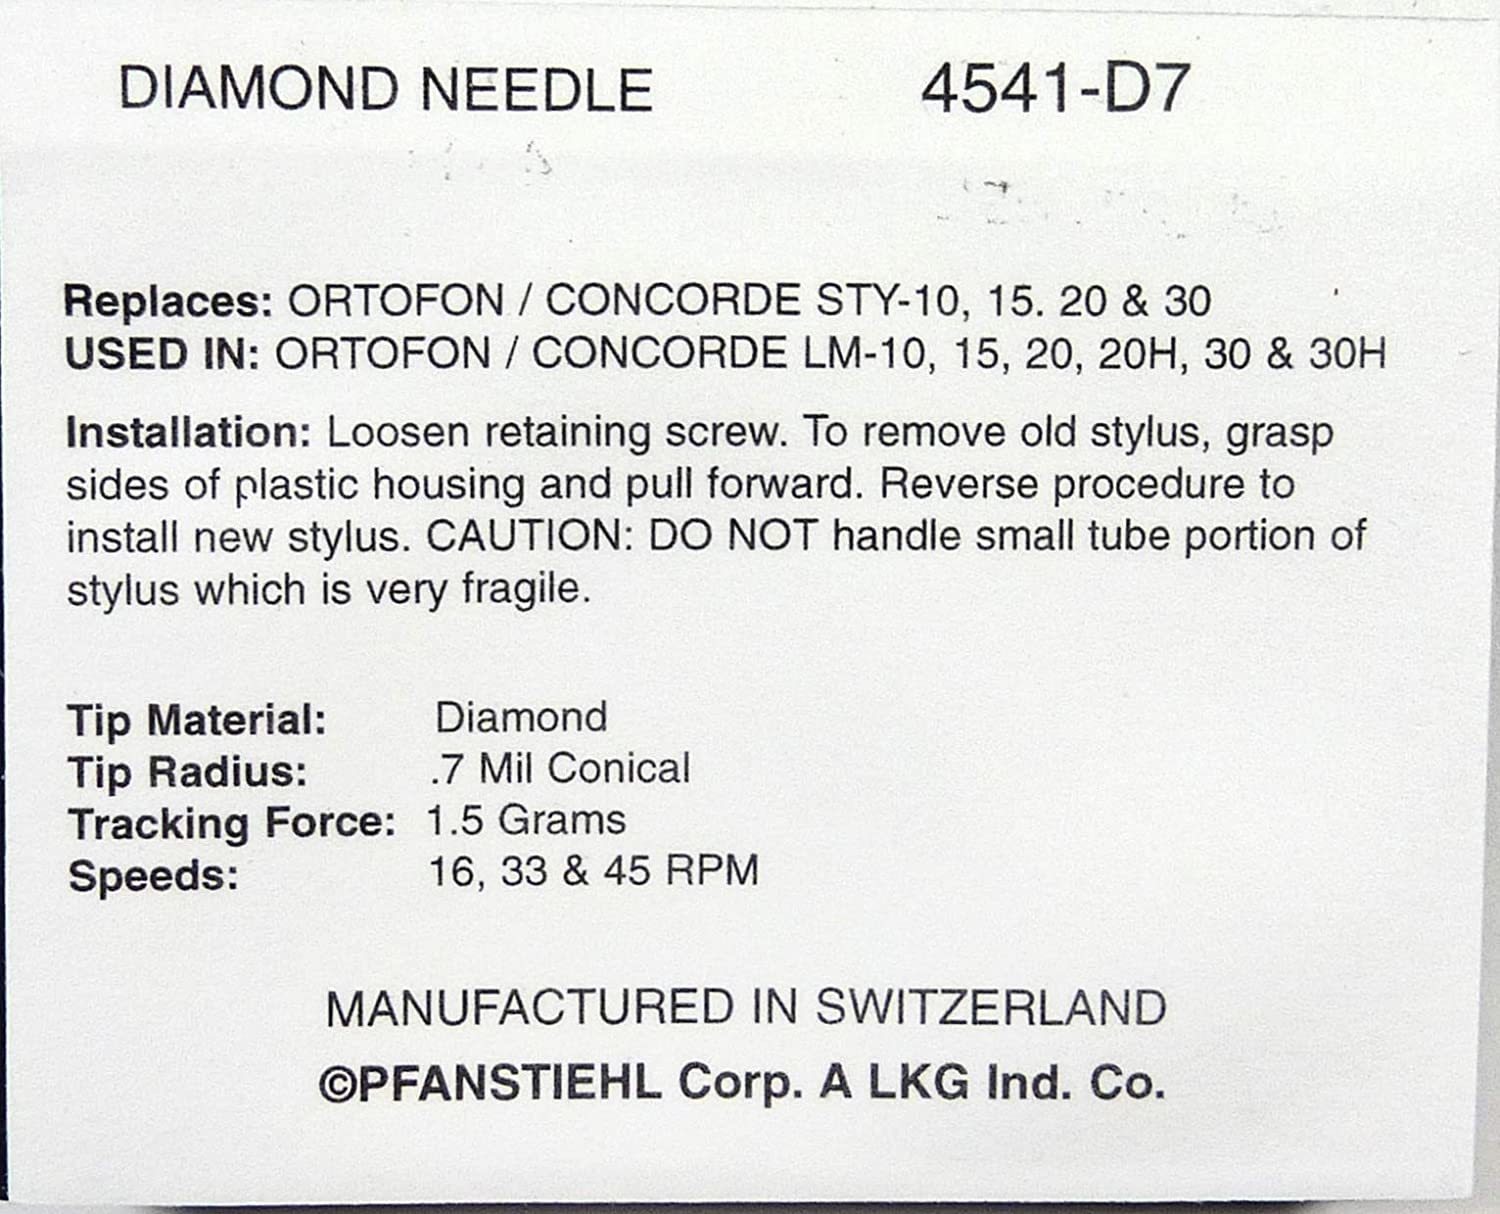 DIAMOND NEEDLE 4541-D7
Replaces: ORTOFON / CONCORDE STY-10, 15. 20 & 30
USED IN: ORTOFON / CONCORDE LM-10, 15, 20, 20H, 30 & 30H
Installation: Loosen retaining screw. To remove old stylus, grasp
sides of plastic housing and pull forward. Reverse procedure to
install new stylus. CAUTION: DO NOT handle small tube portion of
stylus which is very fragile.
Tip Material: Diamond
Tip Radius: .7 Mil Conical
Tracking Force: 1.5 Grams
Speeds: 16, 33 & 45 RPM
MANUFACTURED IN SWITZERLAND
©PFANSTIEHL Corp. A LKG Ind. Co.